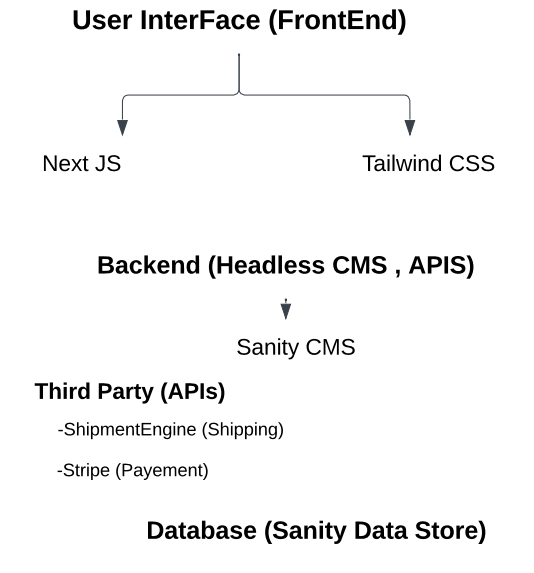 User InterFace (FrontEnd)
Next JS
Tailwind CSS
Backend (Headless CMS , APIS)
Sanity CMS
Third Party (APIs)
-ShipmentEngine (Shipping)
-Stripe (Payement)
Database (Sanity Data Store)